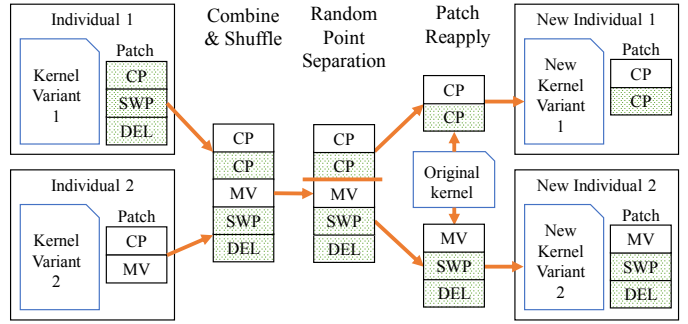 Individual 1
Patch
Kernel
Variant
1
CP
SWP
DEL
Individual 2
Patch
Kernel
Variant
2
CP
MV
Combine
& Shuffle
CP
CP
MV
SWP
DEL
Random
Point
Separation
CP
CP
MV
SWP
DEL
Patch
Reapply
CP
CP
Original
kernel
MV
SWP
DEL
New Individual 1
Patch
New
Kernel
Variant
1
CP
CP
New Individual 2
Patch
New
Kernel
Variant
2
MV
SWP
DEL